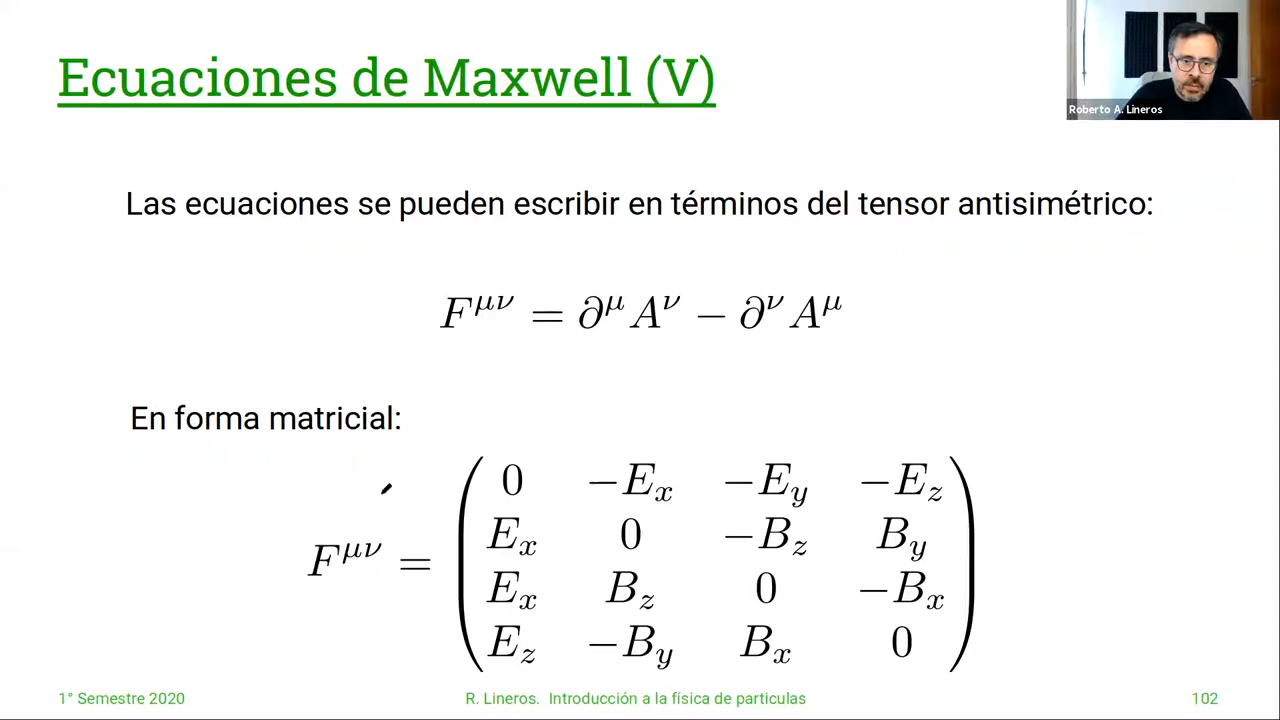 Ecuaciones de Maxwell (V)
Roberto A. Lineros
Las ecuaciones se pueden escribir en términos del tensor antisimétrico:
F^{μν} = ∂^μ A^ν − ∂^ν A^μ
En forma matricial:
F^{μν} =
0 −E_x −E_y −E_z
E_x 0 −B_z B_y
E_x B_z 0 −B_x
E_z −B_y B_x 0
1° Semestre 2020
R. Lineros. Introducción a la física de particulas
102